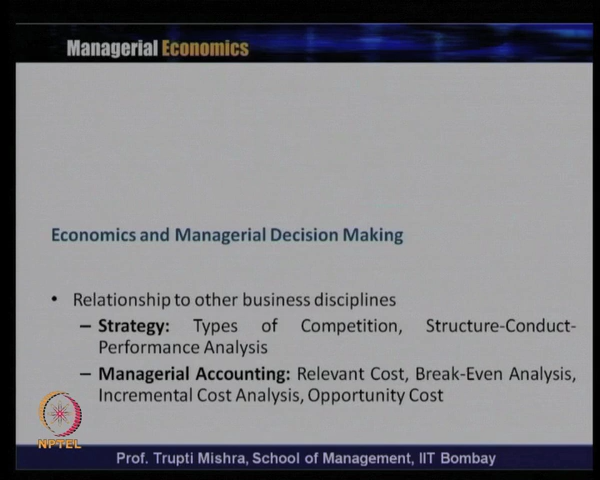 Managerial Economics
Economics and Managerial Decision Making
• Relationship to other business disciplines
– Strategy: Types of Competition, Structure-Conduct-
Performance Analysis
– Managerial Accounting: Relevant Cost, Break-Even Analysis,
Incremental Cost Analysis, Opportunity Cost
NPTEL
Prof. Trupti Mishra, School of Management, IIT Bombay